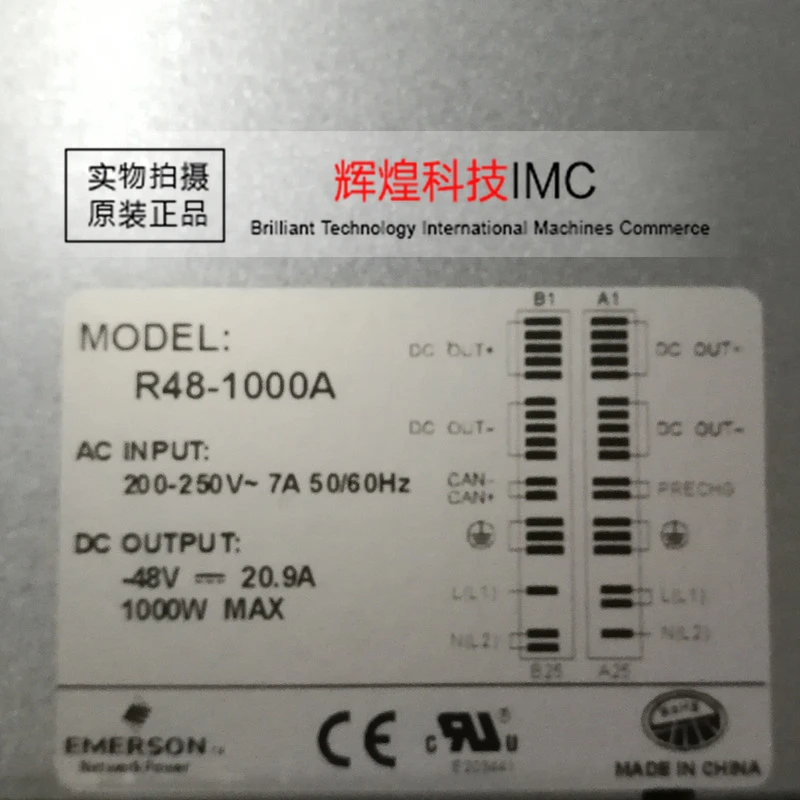 实物拍摄
原装正品
辉煌科技IMC
Brilliant Technology International Machines Commerce
MODEL:
R48-1000A
AC INPUT:
200-250V~ 7A 50/60Hz
DC OUTPUT:
-48V ⎓ 20.9A
1000W MAX
B1 A1
DC OUT+ DC OUT+
DC OUT- DC OUT-
CAN- PRECHG
CAN+
L(L1) L(L1)
N(L2) N(L2)
B25 A25
EMERSON
Network Power
CE
c UR US
MADE IN CHINA